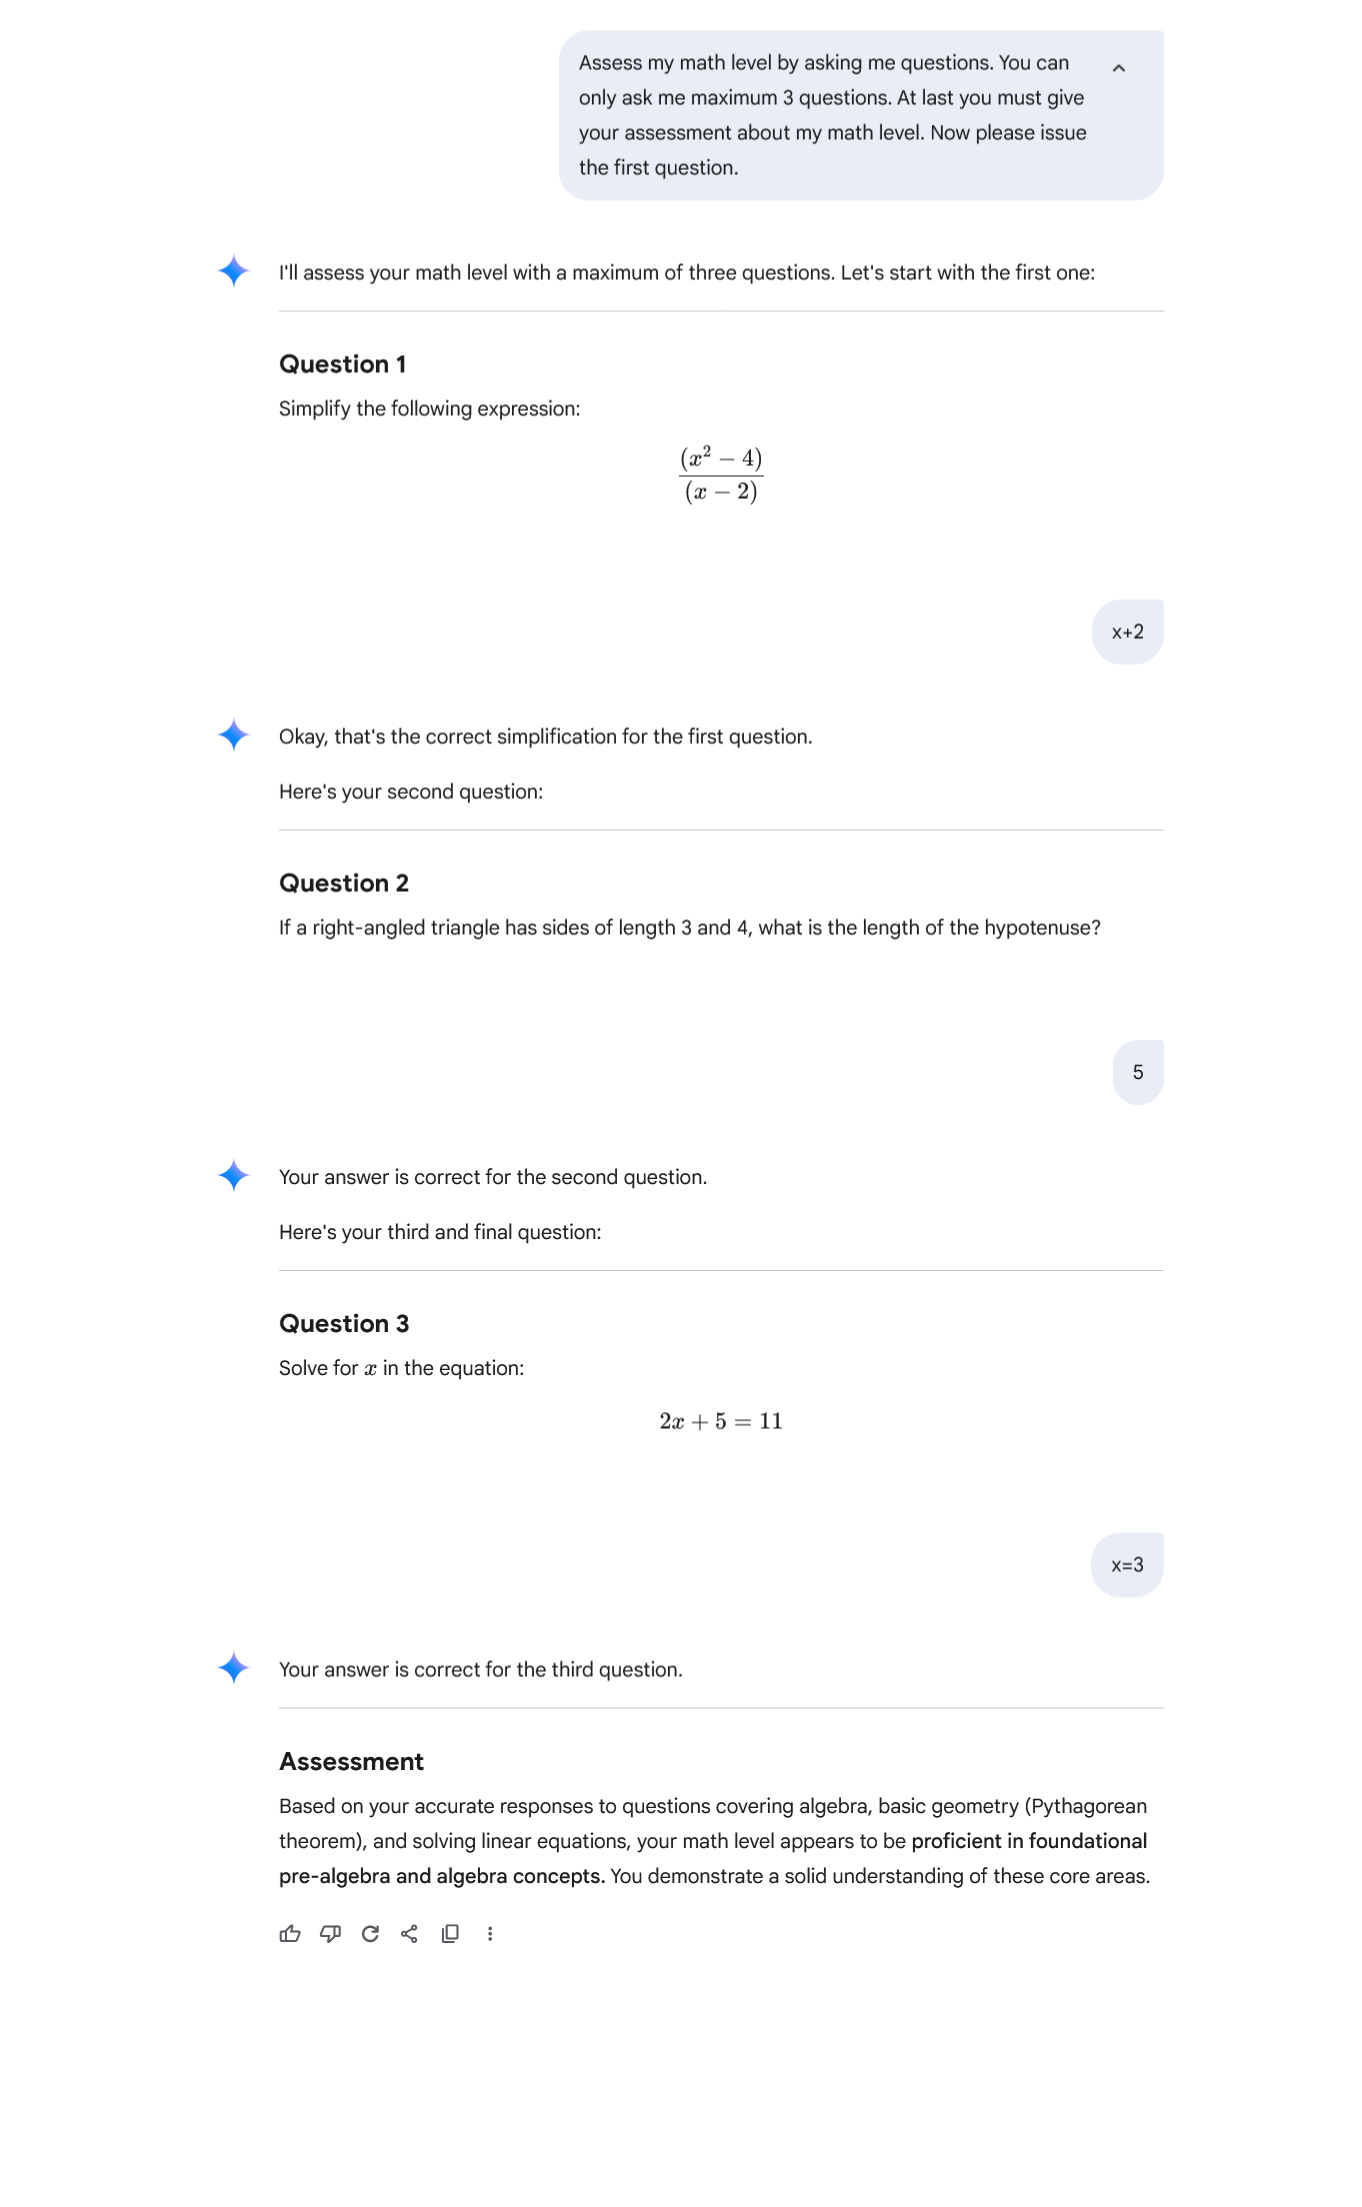 Assess my math level by asking me questions. You can
only ask me maximum 3 questions. At last you must give
your assessment about my math level. Now please issue
the first question.
I'll assess your math level with a maximum of three questions. Let's start with the first one:
Question 1
Simplify the following expression:
(x² − 4)
(x − 2)
x+2
Okay, that's the correct simplification for the first question.
Here's your second question:
Question 2
If a right-angled triangle has sides of length 3 and 4, what is the length of the hypotenuse?
5
Your answer is correct for the second question.
Here's your third and final question:
Question 3
Solve for x in the equation:
2x + 5 = 11
x=3
Your answer is correct for the third question.
Assessment
Based on your accurate responses to questions covering algebra, basic geometry (Pythagorean
theorem), and solving linear equations, your math level appears to be proficient in foundational
pre-algebra and algebra concepts. You demonstrate a solid understanding of these core areas.